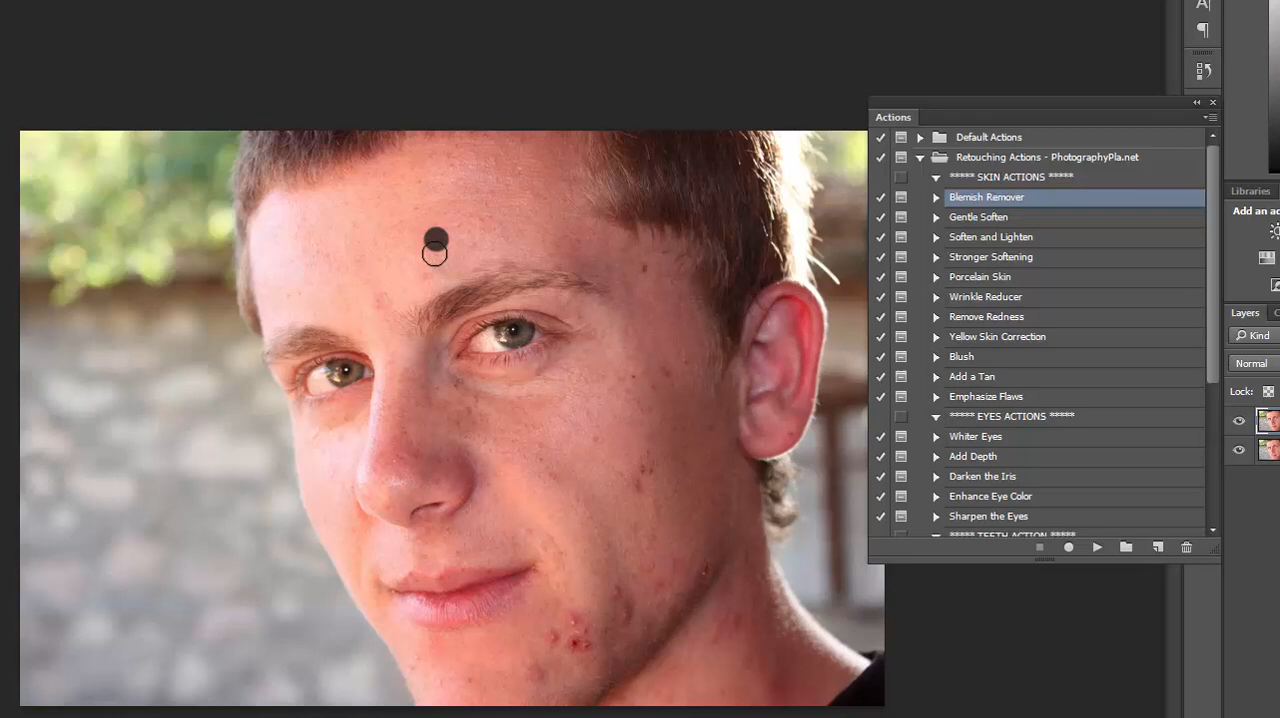 Actions
Default Actions
Retouching Actions - PhotographyPla.net
***** SKIN ACTIONS *****
Blemish Remover
Gentle Soften
Soften and Lighten
Stronger Softening
Porcelain Skin
Wrinkle Reducer
Remove Redness
Yellow Skin Correction
Blush
Add a Tan
Emphasize Flaws
***** EYES ACTIONS *****
Whiter Eyes
Add Depth
Darken the Iris
Enhance Eye Color
Sharpen the Eyes
***** TEETH ACTION *****
A
Libraries
Add an
Layers
Kind
Normal
Lock: